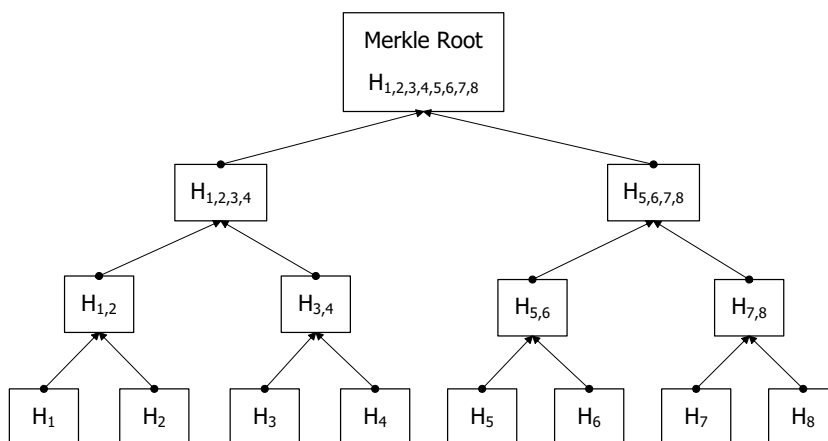 Merkle Root
H1,2,3,4,5,6,7,8
H1,2,3,4
H5,6,7,8
H1,2
H3,4
H5,6
H7,8
H1
H2
H3
H4
H5
H6
H7
H8